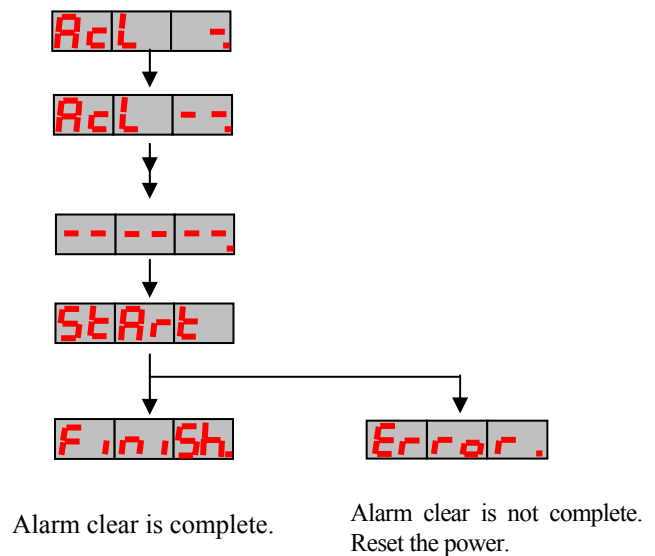 AcL -.
AcL --.
------.
StArt
FiniSh.
Error.
Alarm clear is complete.
Alarm clear is not complete.
Reset the power.